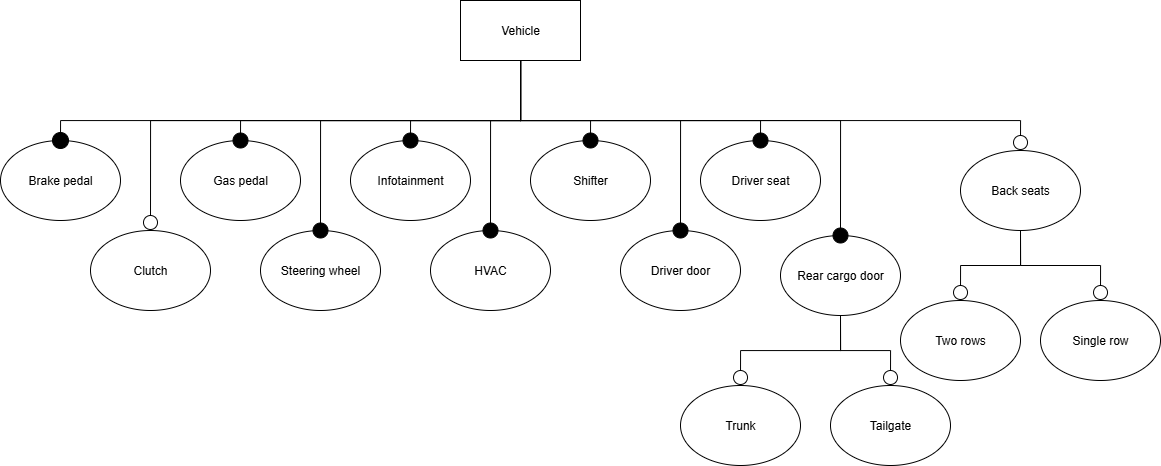 Vehicle
Brake pedal
Gas pedal
Infotainment
Shifter
Driver seat
Back seats
Clutch
Steering wheel
HVAC
Driver door
Rear cargo door
Two rows
Single row
Trunk
Tailgate